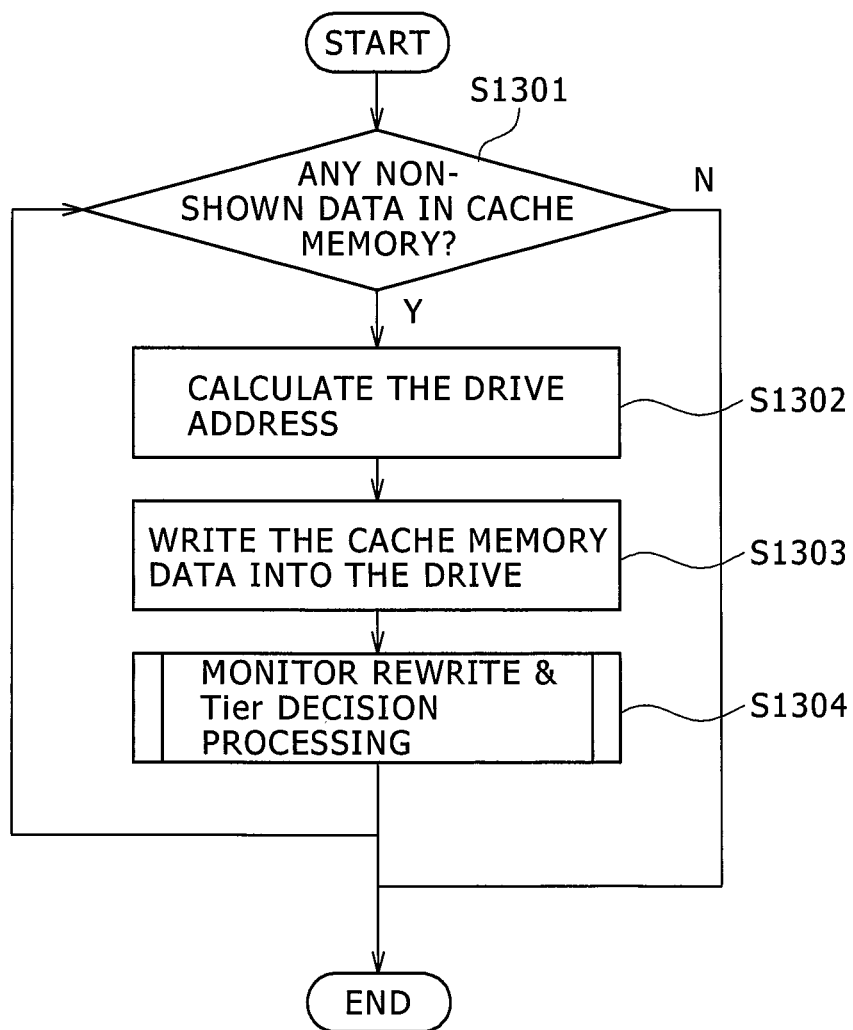 START
S1301
ANY NON-
SHOWN DATA IN CACHE
MEMORY?
N
Y
CALCULATE THE DRIVE
ADDRESS
S1302
WRITE THE CACHE MEMORY
DATA INTO THE DRIVE
S1303
MONITOR REWRITE &
Tier DECISION
PROCESSING
S1304
END